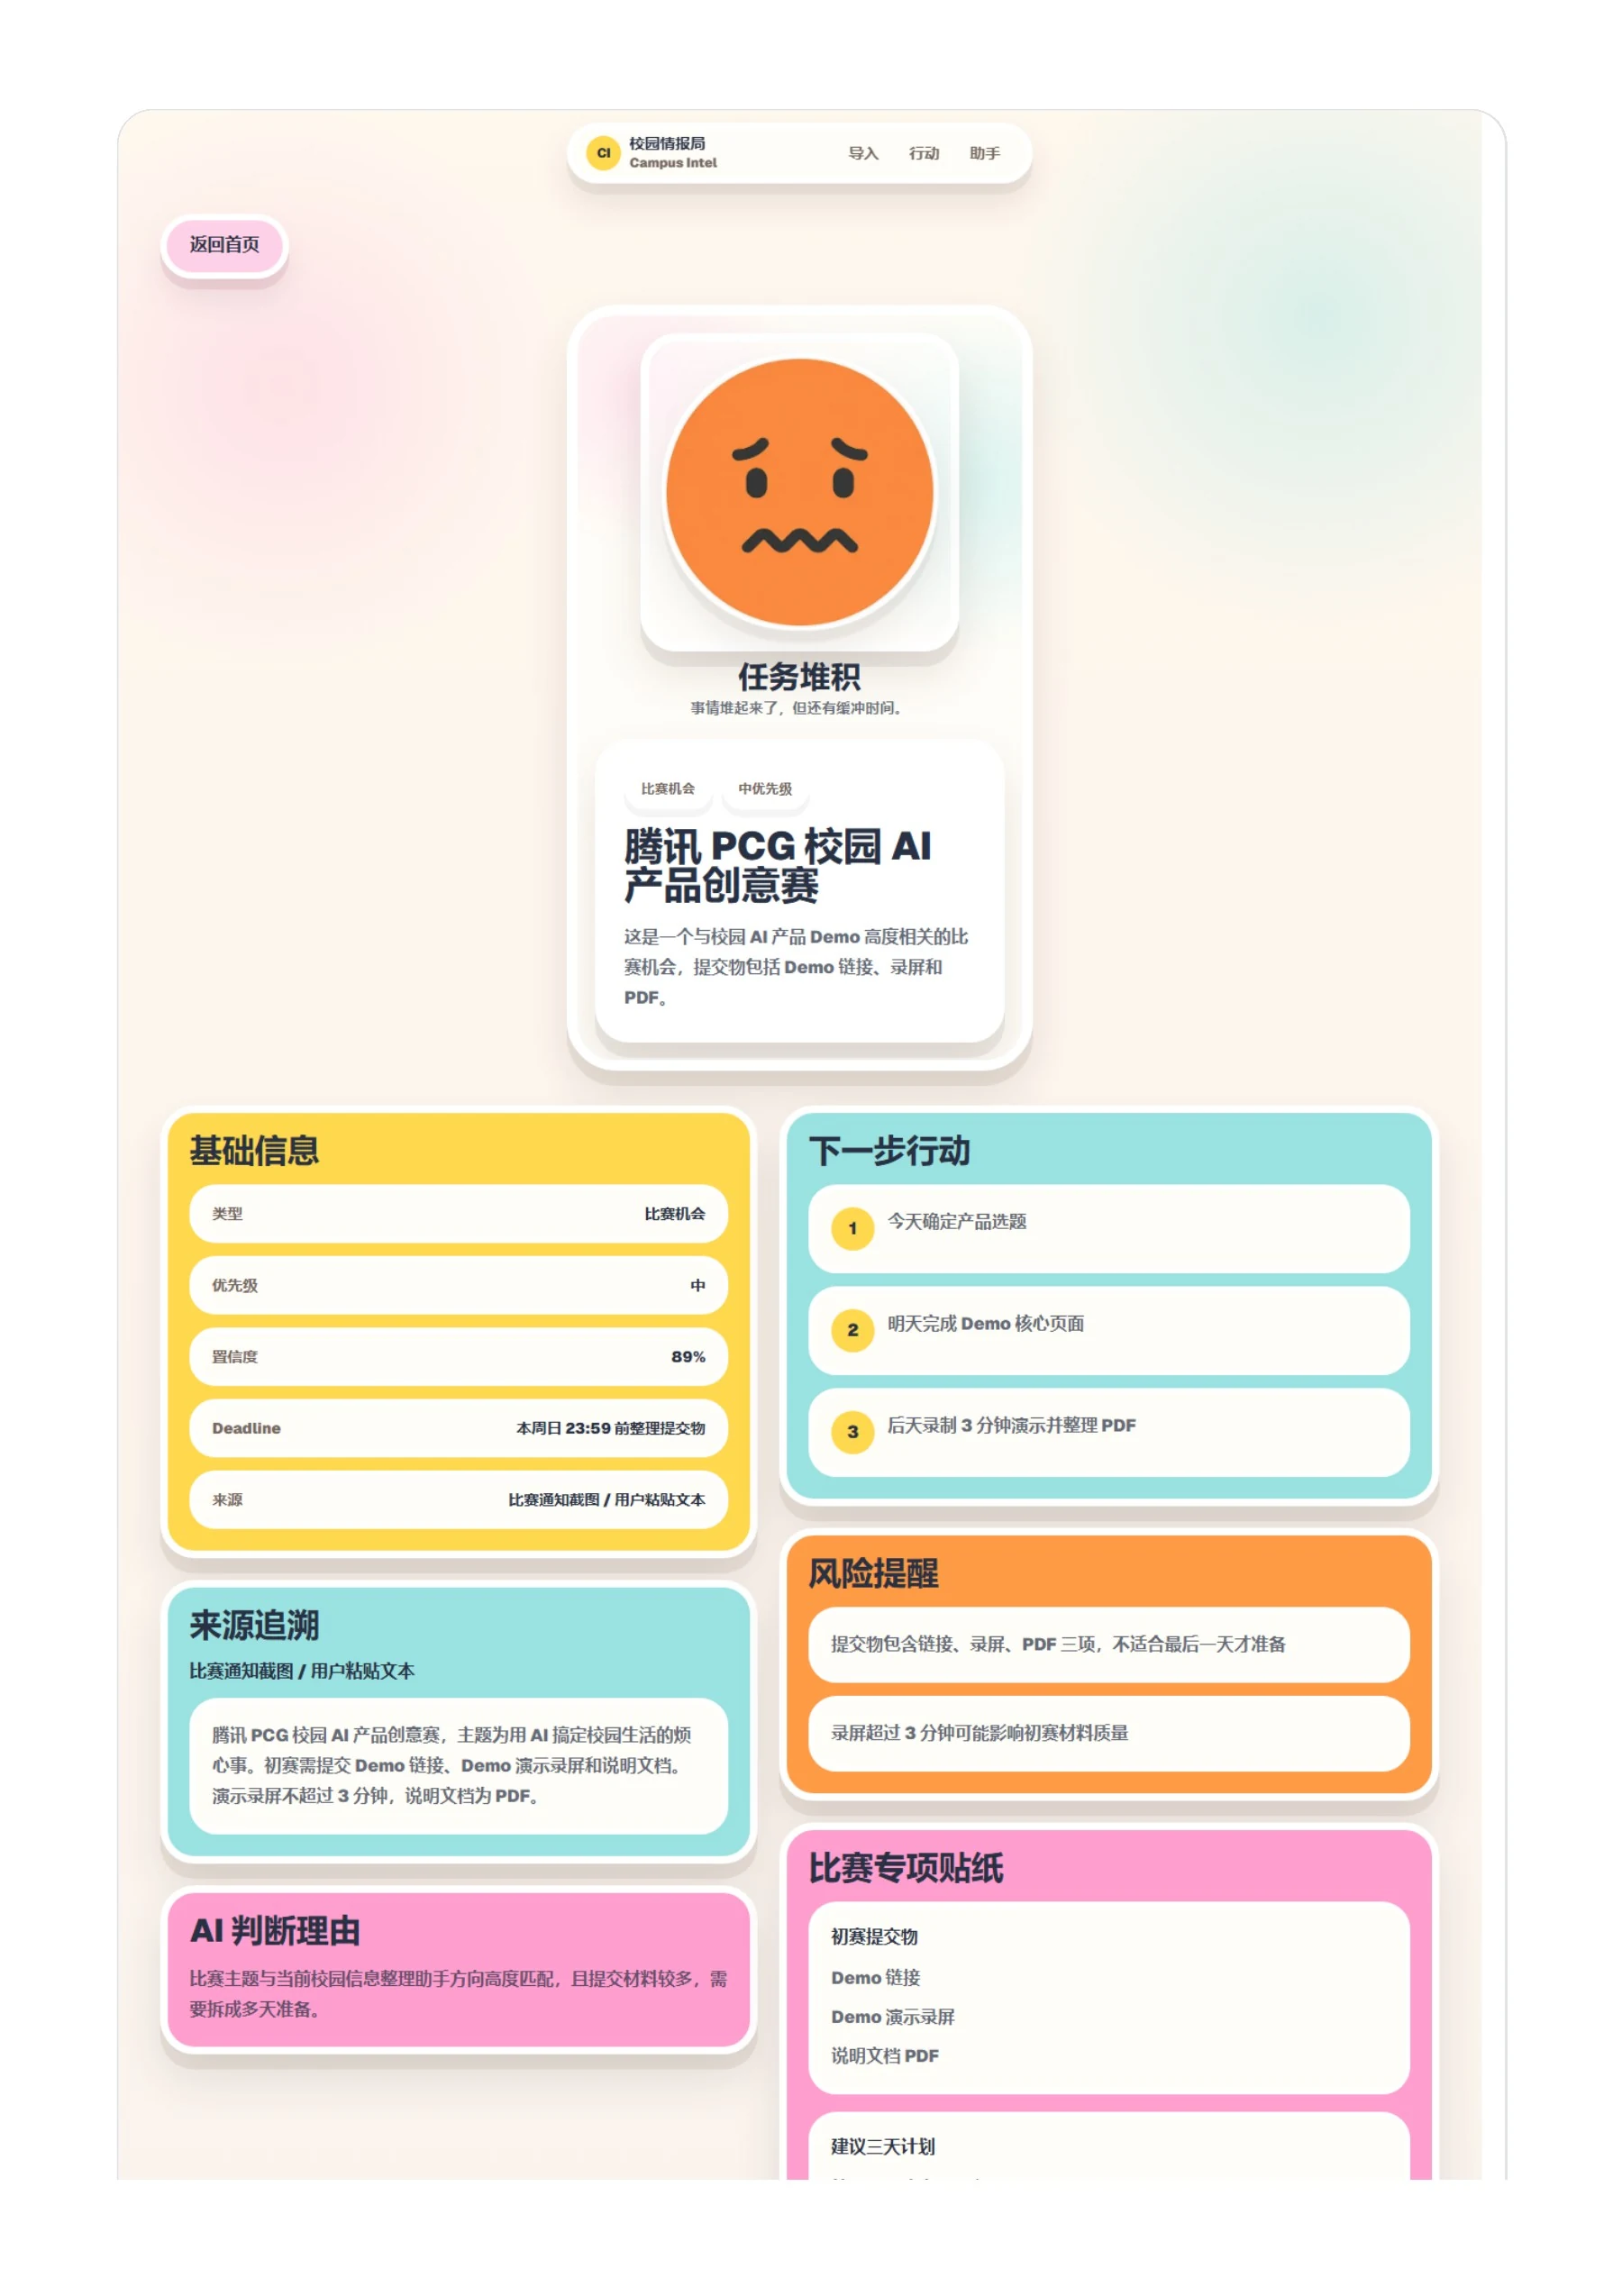 CI
校园情报局
Campus Intel
导入
行动
助手
返回首页
任务堆积
事情堆起来了，但还有缓冲时间。
比赛机会
中优先级
腾讯 PCG 校园 AI
产品创意赛
这是一个与校园 AI 产品 Demo 高度相关的比
赛机会，提交物包括 Demo 链接、录屏和
PDF。
基础信息
类型
比赛机会
优先级
中
置信度
89%
Deadline
本周日 23:59 前整理提交物
来源
比赛通知截图 / 用户粘贴文本
来源追溯
比赛通知截图 / 用户粘贴文本
腾讯 PCG 校园 AI 产品创意赛，主题为用 AI 搞定校园生活的烦
心事。初赛需提交 Demo 链接、Demo 演示录屏和说明文档。
演示录屏不超过 3 分钟，说明文档为 PDF。
AI 判断理由
比赛主题与当前校园信息整理助手方向高度匹配，且提交材料较多，需
要拆成多天准备。
下一步行动
1
今天确定产品选题
2
明天完成 Demo 核心页面
3
后天录制 3 分钟演示并整理 PDF
风险提醒
提交物包含链接、录屏、PDF 三项，不适合最后一天才准备
录屏超过 3 分钟可能影响初赛材料质量
比赛专项贴纸
初赛提交物
Demo 链接
Demo 演示录屏
说明文档 PDF
建议三天计划